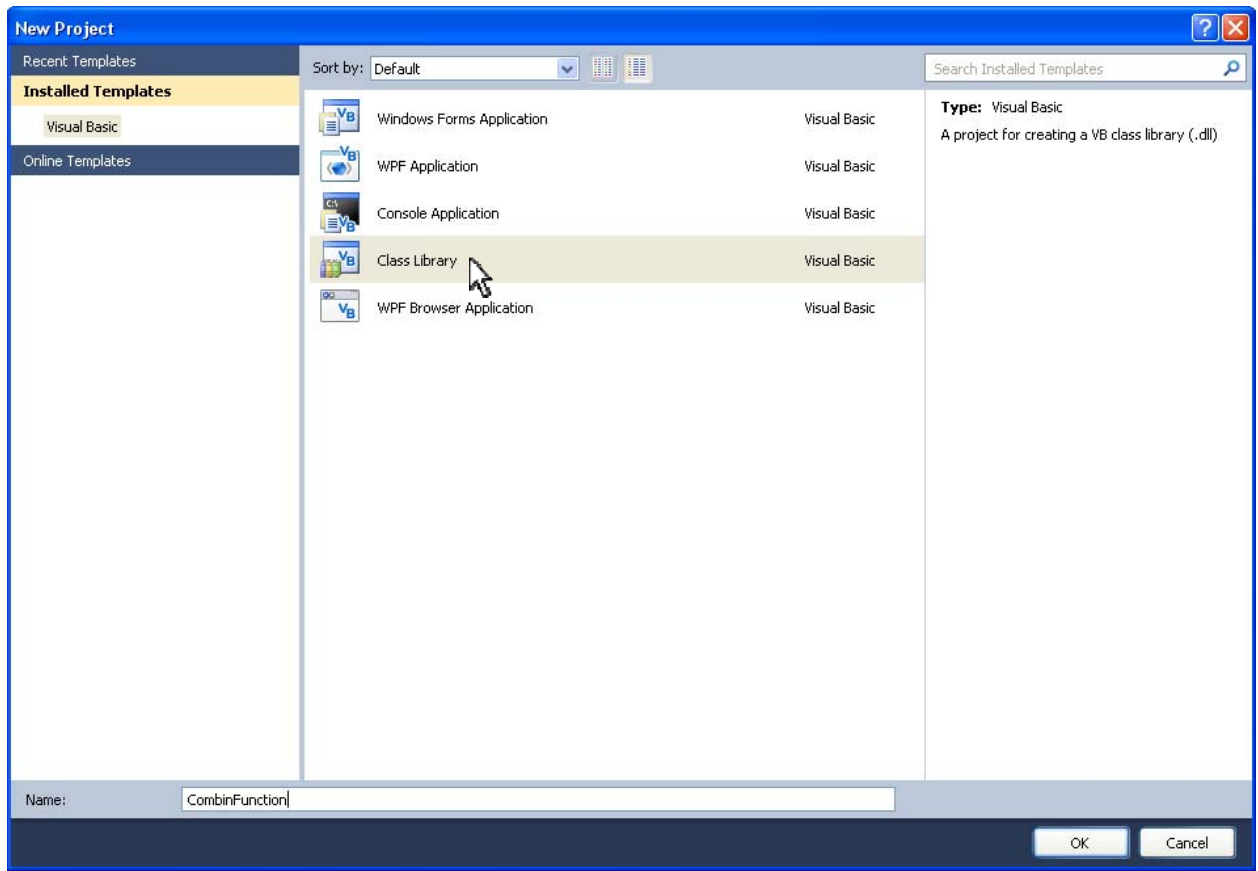 New Project
Recent Templates
Installed Templates
Visual Basic
Online Templates
Sort by: Default
Windows Forms Application Visual Basic
WPF Application Visual Basic
Console Application Visual Basic
Class Library Visual Basic
WPF Browser Application Visual Basic
Search Installed Templates
Type: Visual Basic
A project for creating a VB class library (.dll)
Name: CombinFunction
OK Cancel